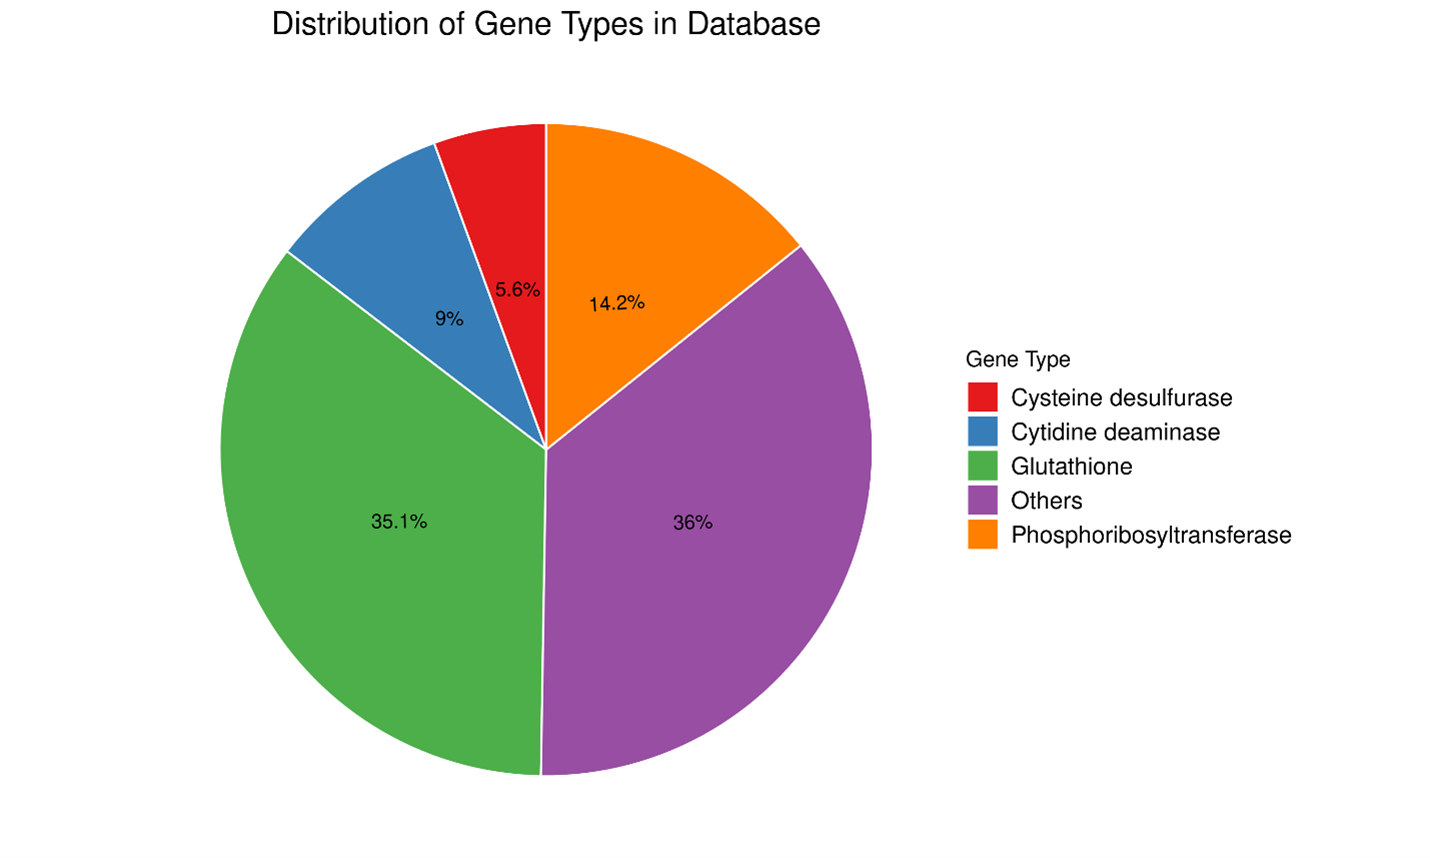 Distribution of Gene Types in Database
5.6%
14.2%
9%
35.1%
36%
Gene Type
Cysteine desulfurase
Cytidine deaminase
Glutathione
Others
Phosphoribosyltransferase